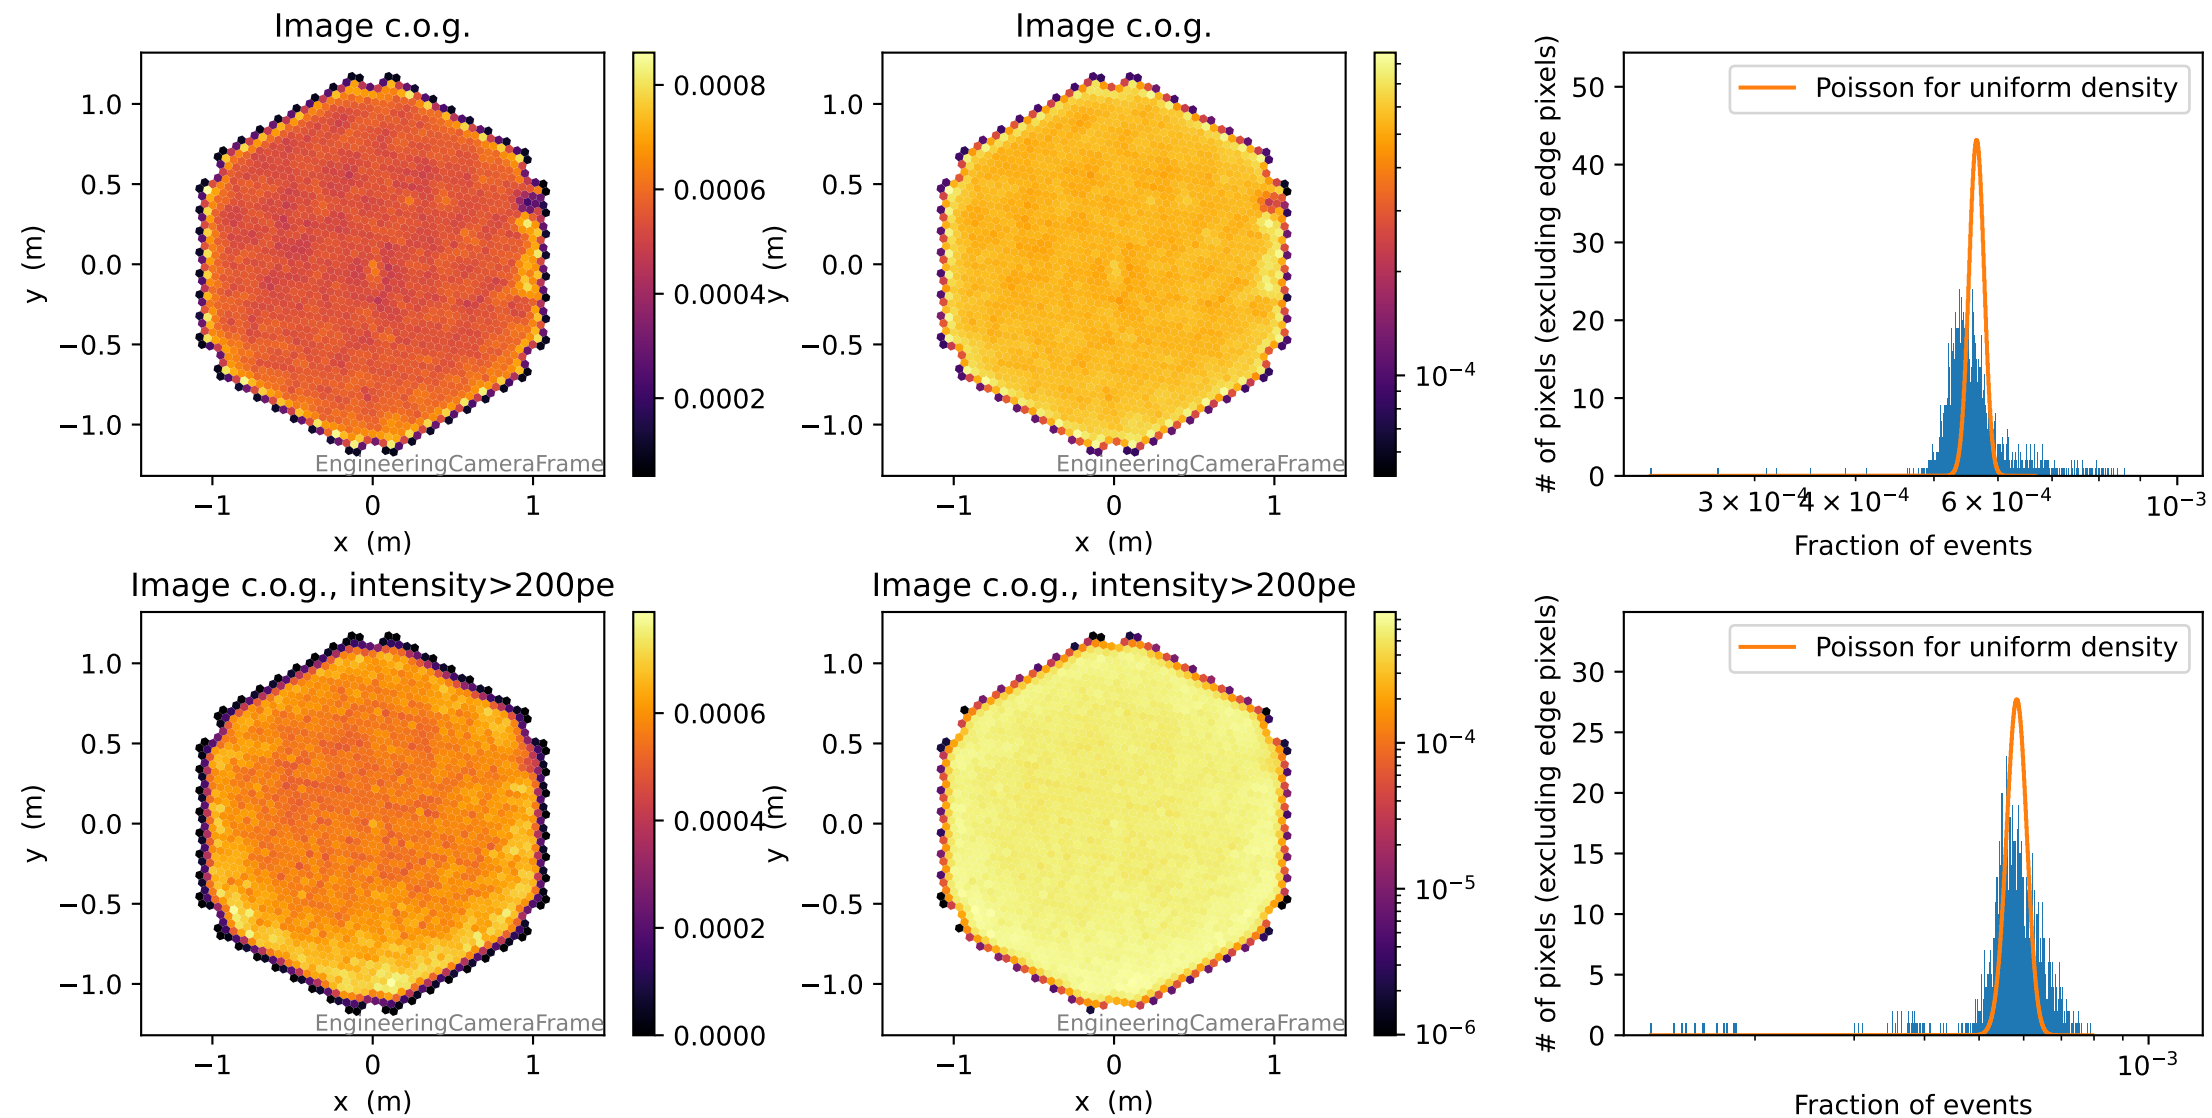 Image c.o.g.
1.0
0.5
0.0
−0.5
−1.0
y (m)
−1
0
1
x (m)
EngineeringCameraFrame
0.0008
0.0006
0.0004
0.0002
Image c.o.g.
1.0
0.5
0.0
−0.5
−1.0
y (m)
−1
0
1
x (m)
EngineeringCameraFrame
10⁻⁴
Poisson for uniform density
50
40
30
20
10
0
# of pixels (excluding edge pixels)
3 × 10⁻⁴
4 × 10⁻⁴
6 × 10⁻⁴
10⁻³
Fraction of events
Image c.o.g., intensity>200pe
1.0
0.5
0.0
−0.5
−1.0
y (m)
−1
0
1
x (m)
EngineeringCameraFrame
0.0006
0.0004
0.0002
0.0000
Image c.o.g., intensity>200pe
1.0
0.5
0.0
−0.5
−1.0
y (m)
−1
0
1
x (m)
EngineeringCameraFrame
10⁻⁴
10⁻⁵
10⁻⁶
Poisson for uniform density
30
25
20
15
10
5
0
# of pixels (excluding edge pixels)
10⁻³
Fraction of events